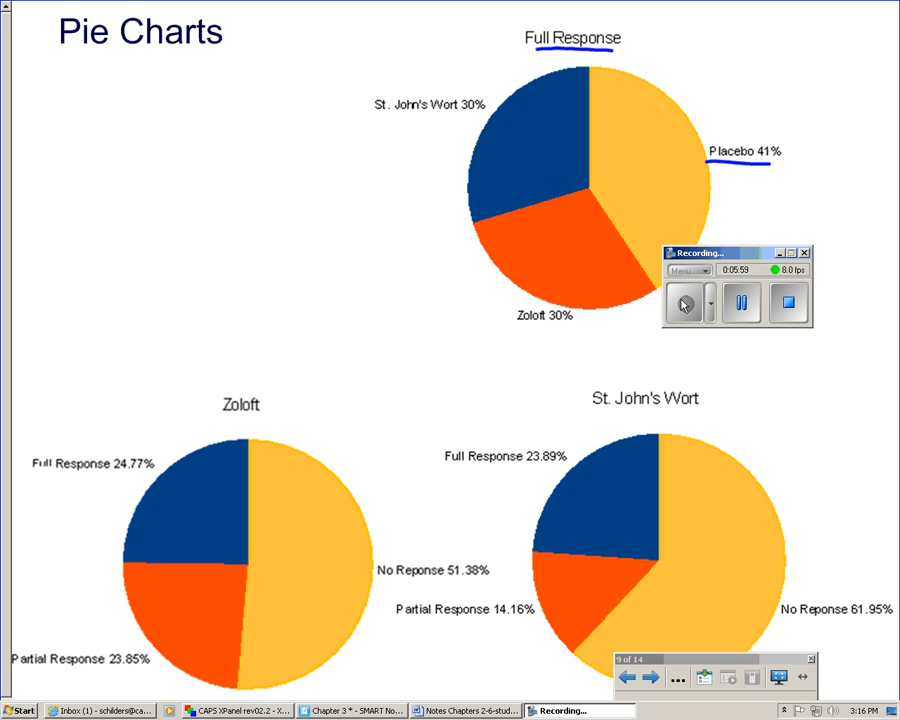 Pie Charts
Full Response
St. John's Wort 30%
Placebo 41%
Recording...
Menu
0:05:59
8.0 fps
Zoloft 30%
Zoloft
St. John's Wort
Full Response 24.77%
Full Response 23.89%
No Reponse 51.38%
Partial Response 14.16%
No Reponse 61.95%
Partial Response 23.85%
9 of 14
Start
Inbox (1) - schilders@ca...
CAPS XPanel rev02.2 - X...
Chapter 3 * - SMART No...
Notes Chapters 2-6-stud...
Recording...
3:16 PM